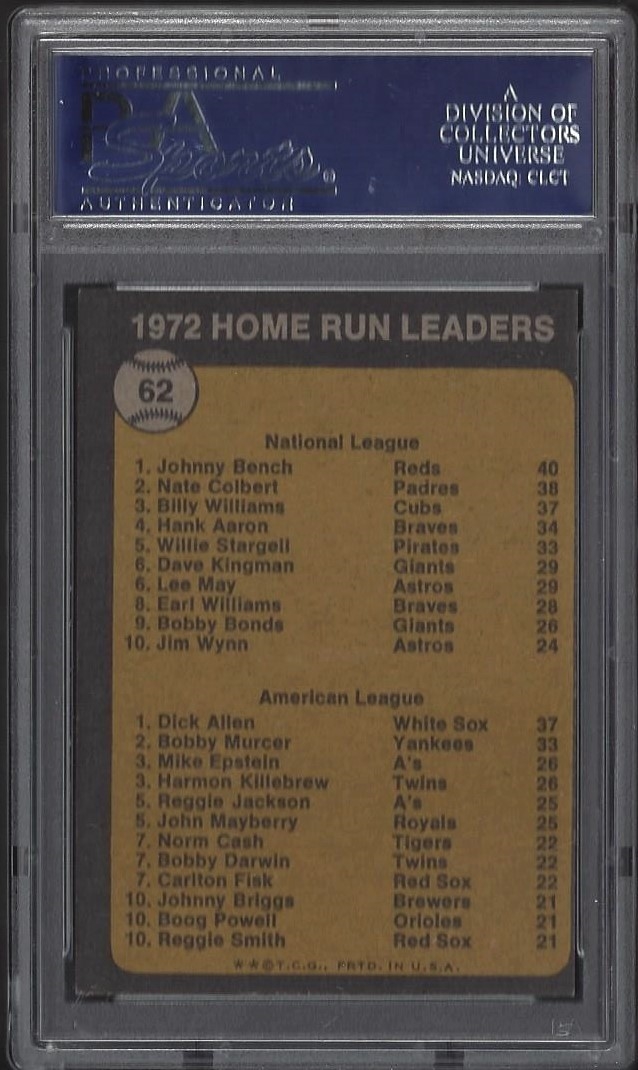 PROFESSIONAL
PSA
Sports®
AUTHENTICATOR
A
DIVISION OF
COLLECTORS
UNIVERSE
NASDAQ: CLCT
1972 HOME RUN LEADERS
62
National League
1. Johnny Bench Reds 40
2. Nate Colbert Padres 38
3. Billy Williams Cubs 37
4. Hank Aaron Braves 34
5. Willie Stargell Pirates 33
6. Dave Kingman Giants 29
6. Lee May Astros 29
8. Earl Williams Braves 28
9. Bobby Bonds Giants 26
10. Jim Wynn Astros 24
American League
1. Dick Allen White Sox 37
2. Bobby Murcer Yankees 33
3. Mike Epstein A's 26
3. Harmon Killebrew Twins 26
5. Reggie Jackson A's 25
5. John Mayberry Royals 25
7. Norm Cash Tigers 22
7. Bobby Darwin Twins 22
7. Carlton Fisk Red Sox 22
10. Johnny Briggs Brewers 21
10. Boog Powell Orioles 21
10. Reggie Smith Red Sox 21
**©T.C.G., PRTD. IN U.S.A.